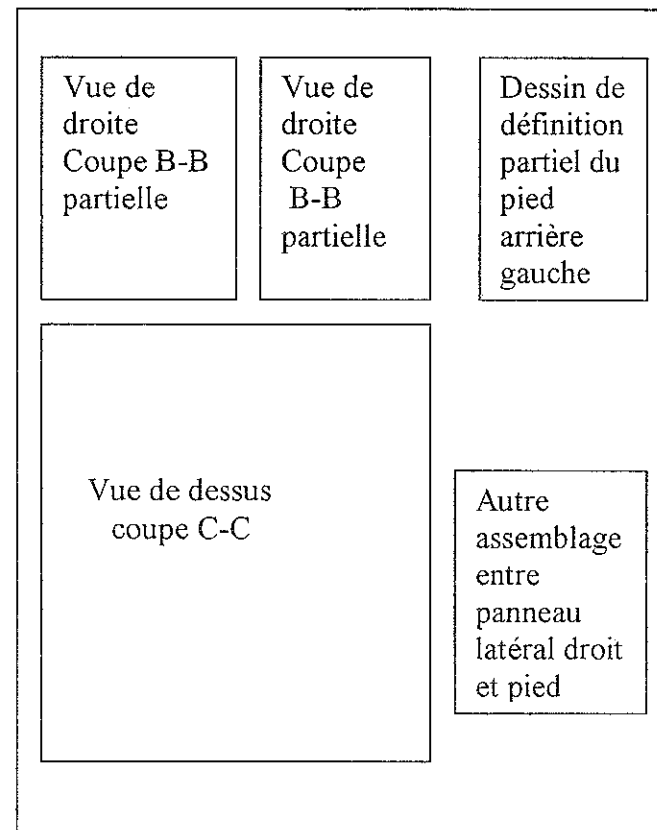 Vue de
droite
Coupe B-B
partielle
Vue de
droite
Coupe
B-B
partielle
Dessin de
définition
partiel du
pied
arrière
gauche
Vue de dessus
coupe C-C
Autre
assemblage
entre
panneau
latéral droit
et pied